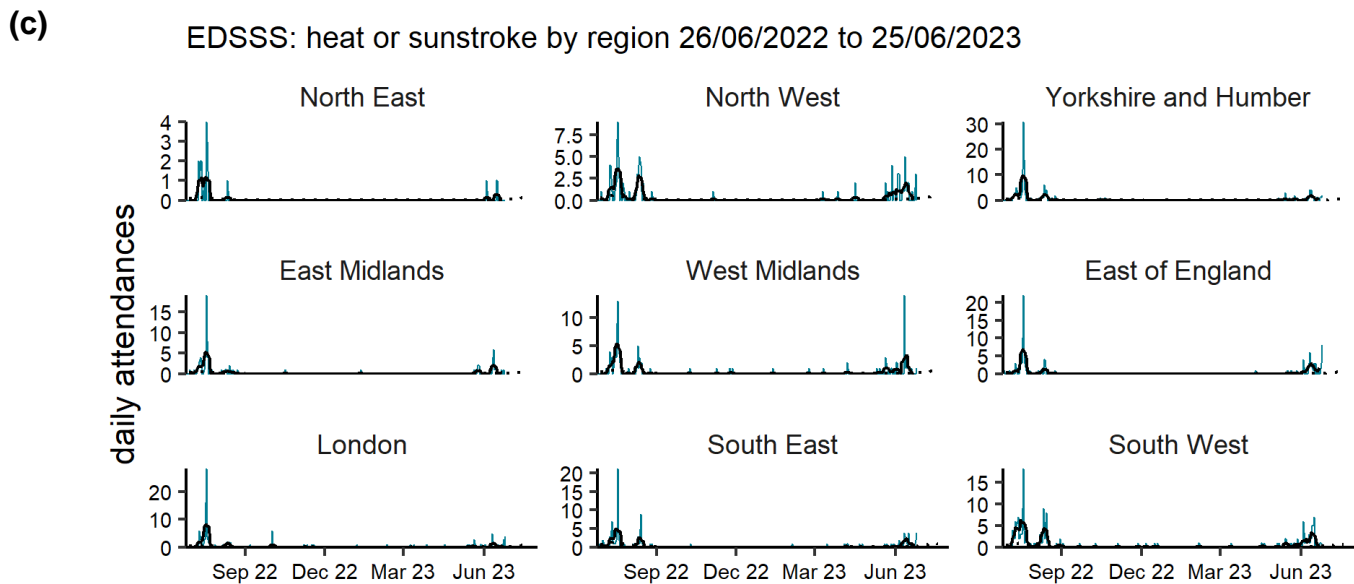 (c)
EDSSS: heat or sunstroke by region 26/06/2022 to 25/06/2023
daily attendances
North East
4
3
2
1
0
North West
7.5
5.0
2.5
0.0
Yorkshire and Humber
30
20
10
0
East Midlands
15
10
5
0
West Midlands
10
5
0
East of England
20
15
10
5
0
London
20
10
0
Sep 22 Dec 22 Mar 23 Jun 23
South East
20
15
10
5
0
Sep 22 Dec 22 Mar 23 Jun 23
South West
15
10
5
0
Sep 22 Dec 22 Mar 23 Jun 23